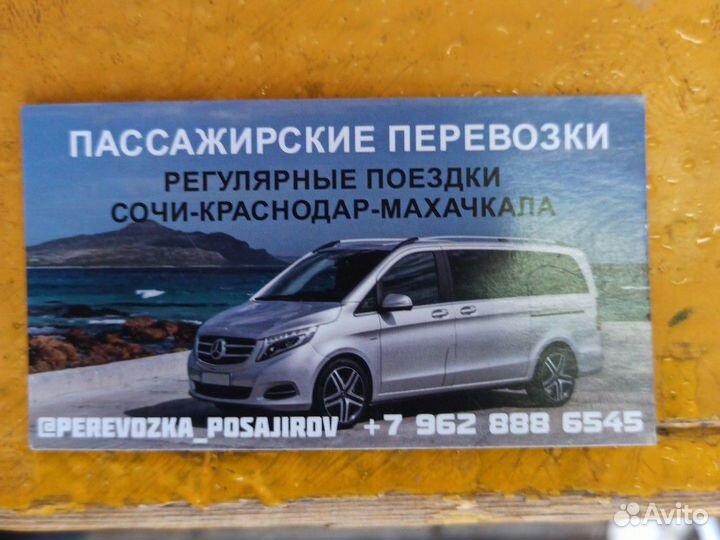 ПАССАЖИРСКИЕ ПЕРЕВОЗКИ
РЕГУЛЯРНЫЕ ПОЕЗДКИ
СОЧИ-КРАСНОДАР-МАХАЧКАЛА
@PEREVOZKA_POSAJIROV +7 962 888 6545
Avito